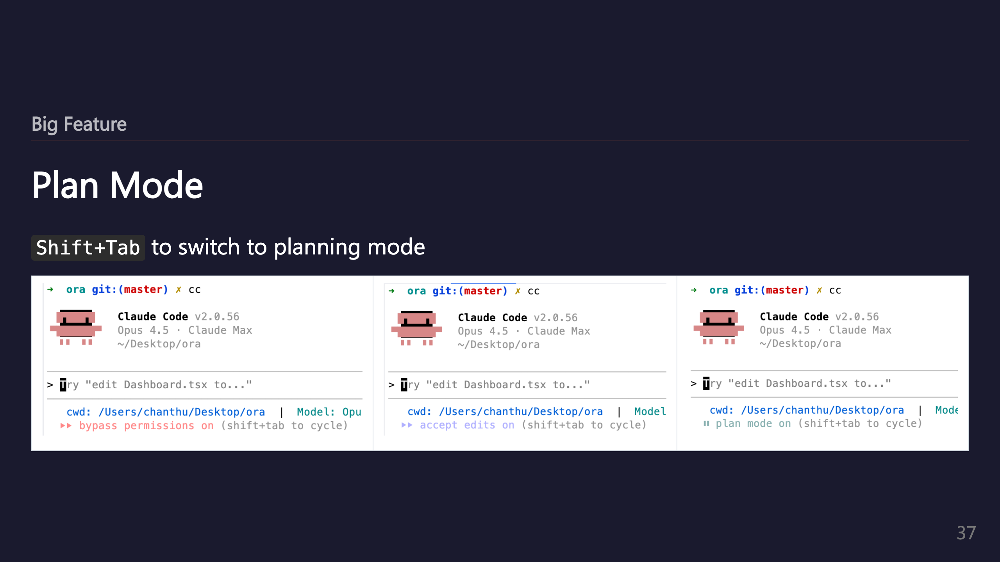 Big Feature
Plan Mode
Shift+Tab to switch to planning mode
→ ora git:(master) ✗ cc
Claude Code v2.0.56
Opus 4.5 · Claude Max
~/Desktop/ora
> Try "edit Dashboard.tsx to..."
cwd: /Users/chanthu/Desktop/ora | Model: Opu
▸▸ bypass permissions on (shift+tab to cycle)
→ ora git:(master) ✗ cc
Claude Code v2.0.56
Opus 4.5 · Claude Max
~/Desktop/ora
> Try "edit Dashboard.tsx to..."
cwd: /Users/chanthu/Desktop/ora | Model
▸▸ accept edits on (shift+tab to cycle)
→ ora git:(master) ✗ cc
Claude Code v2.0.56
Opus 4.5 · Claude Max
~/Desktop/ora
> Try "edit Dashboard.tsx to..."
cwd: /Users/chanthu/Desktop/ora | Mode
⏸ plan mode on (shift+tab to cycle)
37